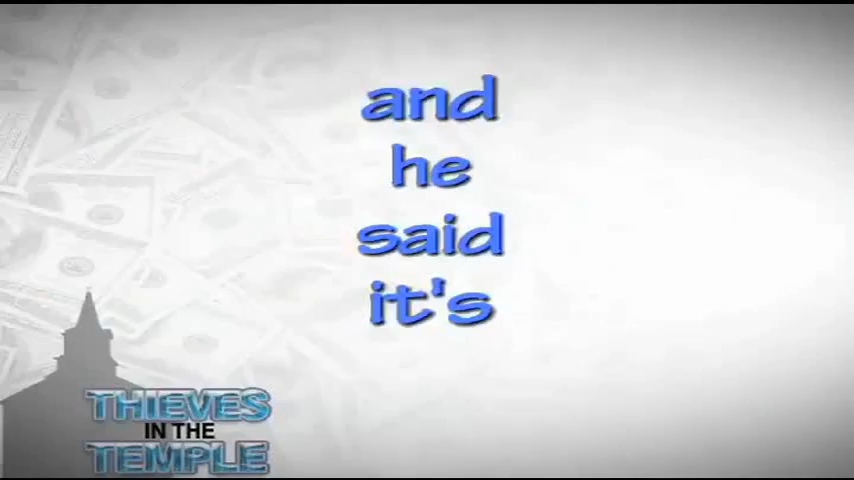 and
he
said
it's
THIEVES
IN THE
TEMPLE